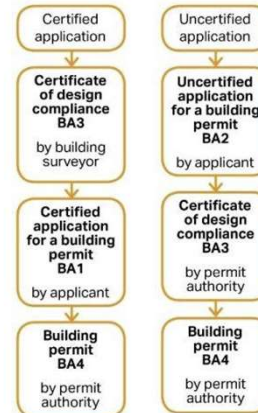 Certified
application
Certificate
of design
compliance
BA3
by building
surveyor
Certified
application
for a building
permit
BA1
by applicant
Building
permit
BA4
by permit
authority
Uncertified
application
Uncertified
application
for a building
permit
BA2
by applicant
Certificate
of design
compliance
BA3
by permit
authority
Building
permit
BA4
by permit
authority